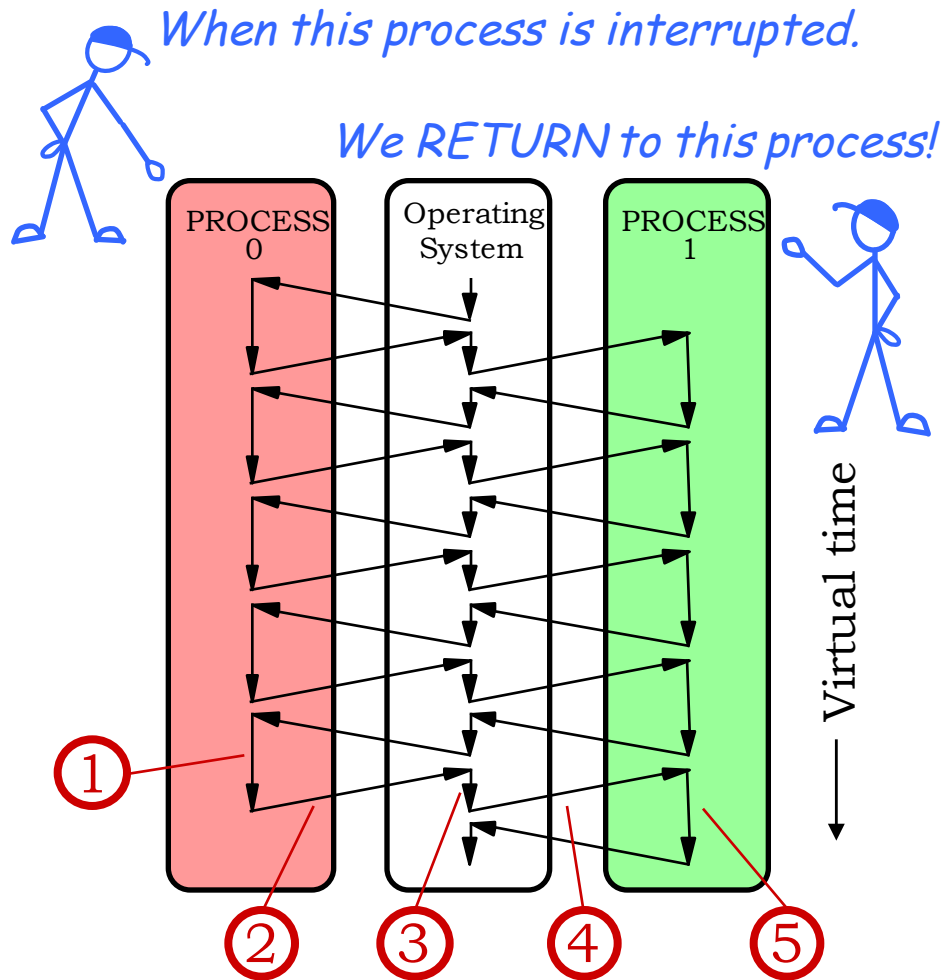 When this process is interrupted.
We RETURN to this process!
PROCESS
0
Operating
System
PROCESS
1
Virtual time
1
2
3
4
5